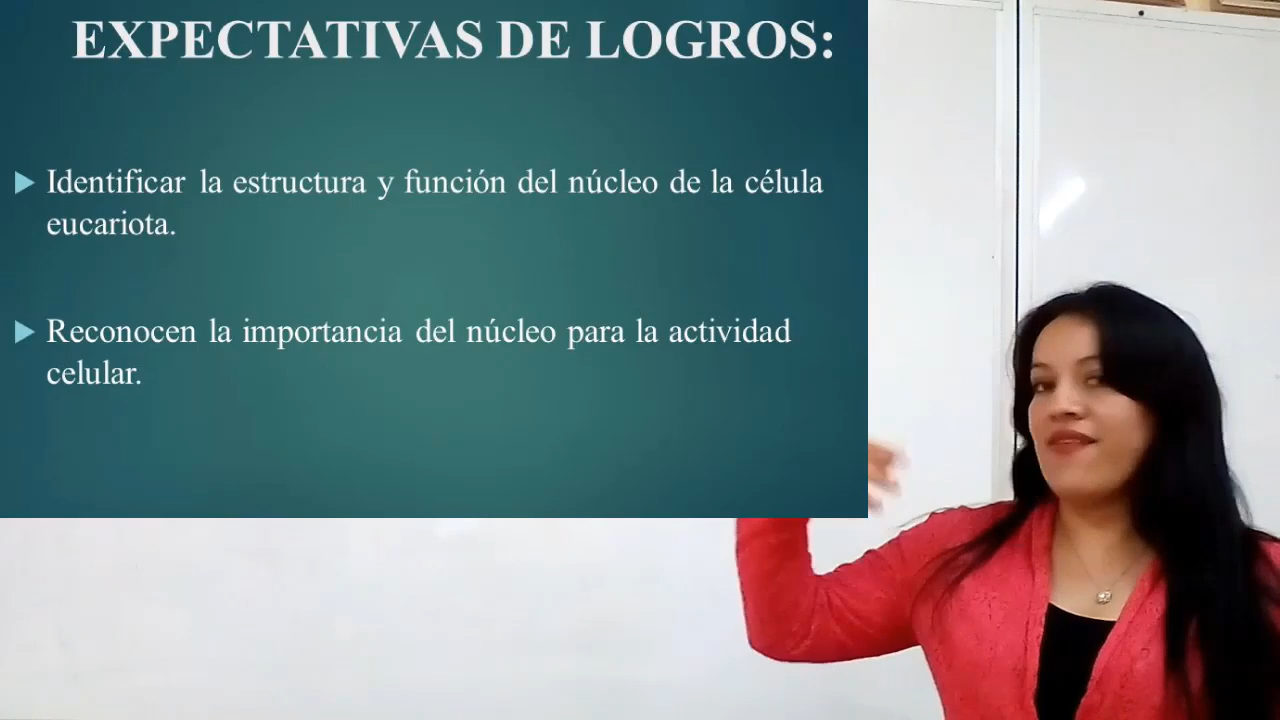 EXPECTATIVAS DE LOGROS:
Identificar la estructura y función del núcleo de la célula
eucariota.
Reconocen la importancia del núcleo para la actividad
celular.